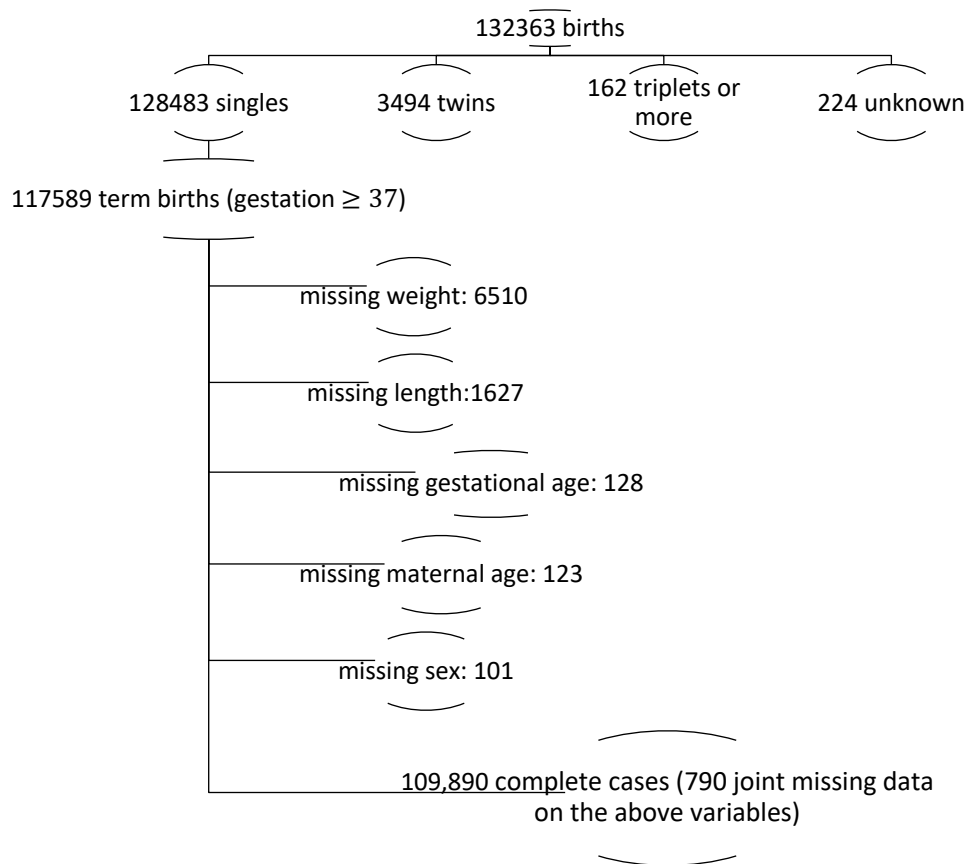 132363 births
128483 singles
3494 twins
162 triplets or
more
224 unknown
117589 term births (gestation ≥ 37)
missing weight: 6510
missing length:1627
missing gestational age: 128
missing maternal age: 123
missing sex: 101
109,890 complete cases (790 joint missing data
on the above variables)